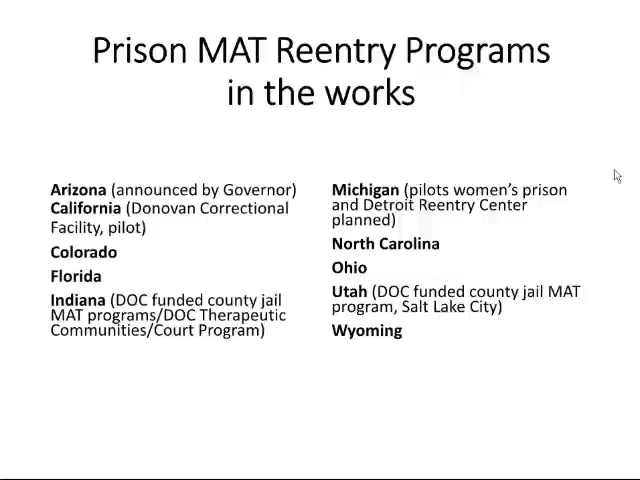 Prison MAT Reentry Programs
in the works
Arizona (announced by Governor)
California (Donovan Correctional
Facility, pilot)
Colorado
Florida
Indiana (DOC funded county jail
MAT programs/DOC Therapeutic
Communities/Court Program)
Michigan (pilots women’s prison
and Detroit Reentry Center
planned)
North Carolina
Ohio
Utah (DOC funded county jail MAT
program, Salt Lake City)
Wyoming